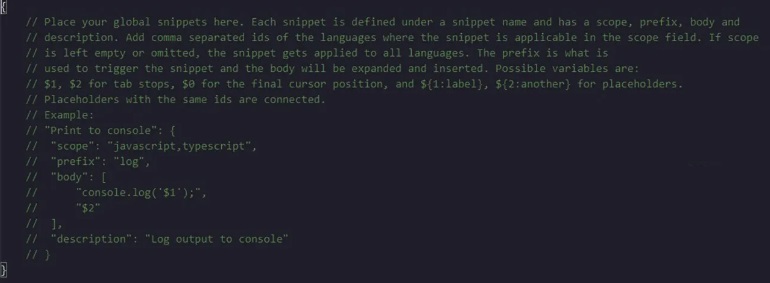 {
// Place your global snippets here. Each snippet is defined under a snippet name and has a scope, prefix, body and
// description. Add comma separated ids of the languages where the snippet is applicable in the scope field. If scope
// is left empty or omitted, the snippet gets applied to all languages. The prefix is what is
// used to trigger the snippet and the body will be expanded and inserted. Possible variables are:
// $1, $2 for tab stops, $0 for the final cursor position, and ${1:label}, ${2:another} for placeholders.
// Placeholders with the same ids are connected.
// Example:
// "Print to console": {
//  "scope": "javascript,typescript",
//  "prefix": "log",
//  "body": [
//      "console.log('$1');",
//      "$2"
//  ],
//  "description": "Log output to console"
// }
}